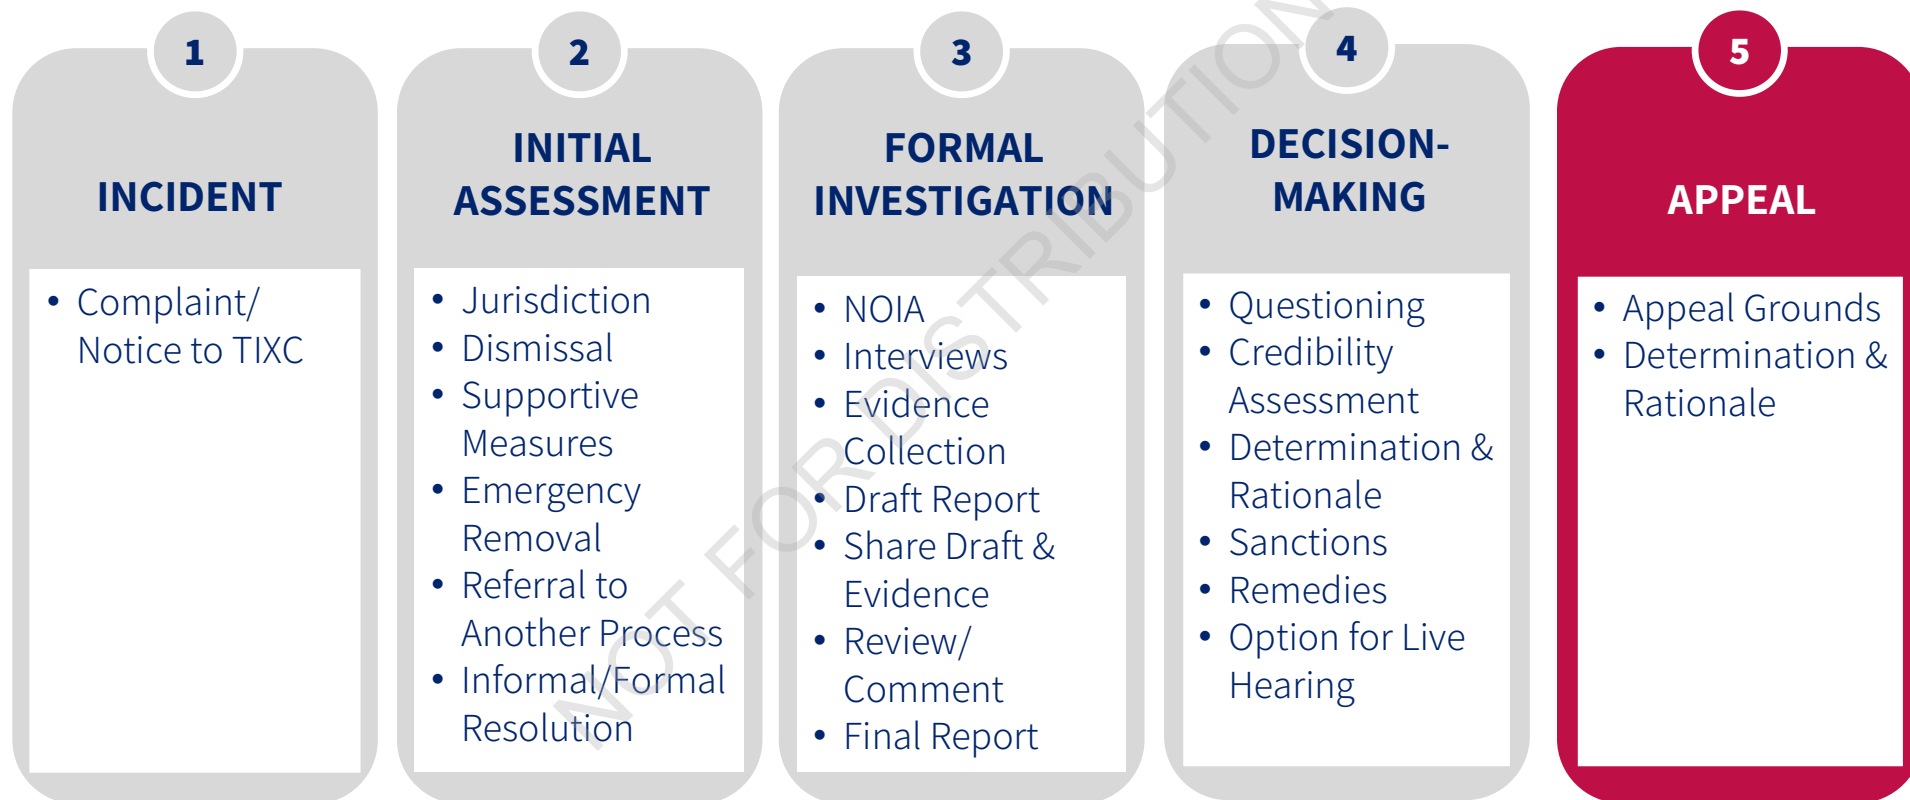 1
INCIDENT
• Complaint/
Notice to TIXC
2
INITIAL
ASSESSMENT
• Jurisdiction
• Dismissal
• Supportive
Measures
• Emergency
Removal
• Referral to
Another Process
• Informal/Formal
Resolution
3
FORMAL
INVESTIGATION
• NOIA
• Interviews
• Evidence
Collection
• Draft Report
• Share Draft &
Evidence
• Review/
Comment
• Final Report
4
DECISION-
MAKING
• Questioning
• Credibility
Assessment
• Determination &
Rationale
• Sanctions
• Remedies
• Option for Live
Hearing
5
APPEAL
• Appeal Grounds
• Determination &
Rationale
NOT FOR DISTRIBUTION